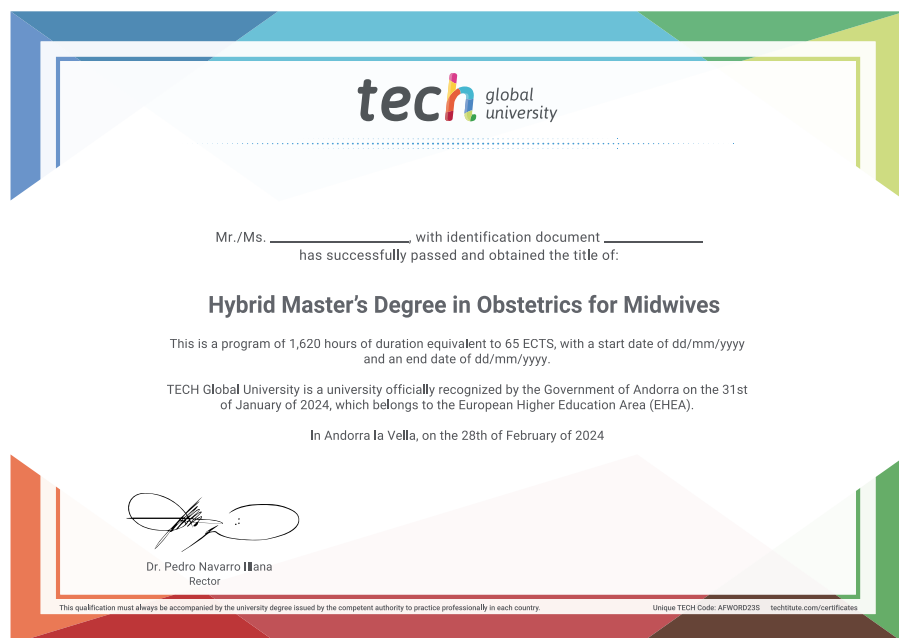 tech global
university
Mr./Ms. ________________, with identification document ____________
has successfully passed and obtained the title of:
Hybrid Master's Degree in Obstetrics for Midwives
This is a program of 1,620 hours of duration equivalent to 65 ECTS, with a start date of dd/mm/yyyy
and an end date of dd/mm/yyyy.
TECH Global University is a university officially recognized by the Government of Andorra on the 31st
of January of 2024, which belongs to the European Higher Education Area (EHEA).
In Andorra la Vella, on the 28th of February of 2024
Dr. Pedro Navarro Illana
Rector
This qualification must always be accompanied by the university degree issued by the competent authority to practice professionally in each country. Unique TECH Code: AFWORD23S techtitute.com/certificates